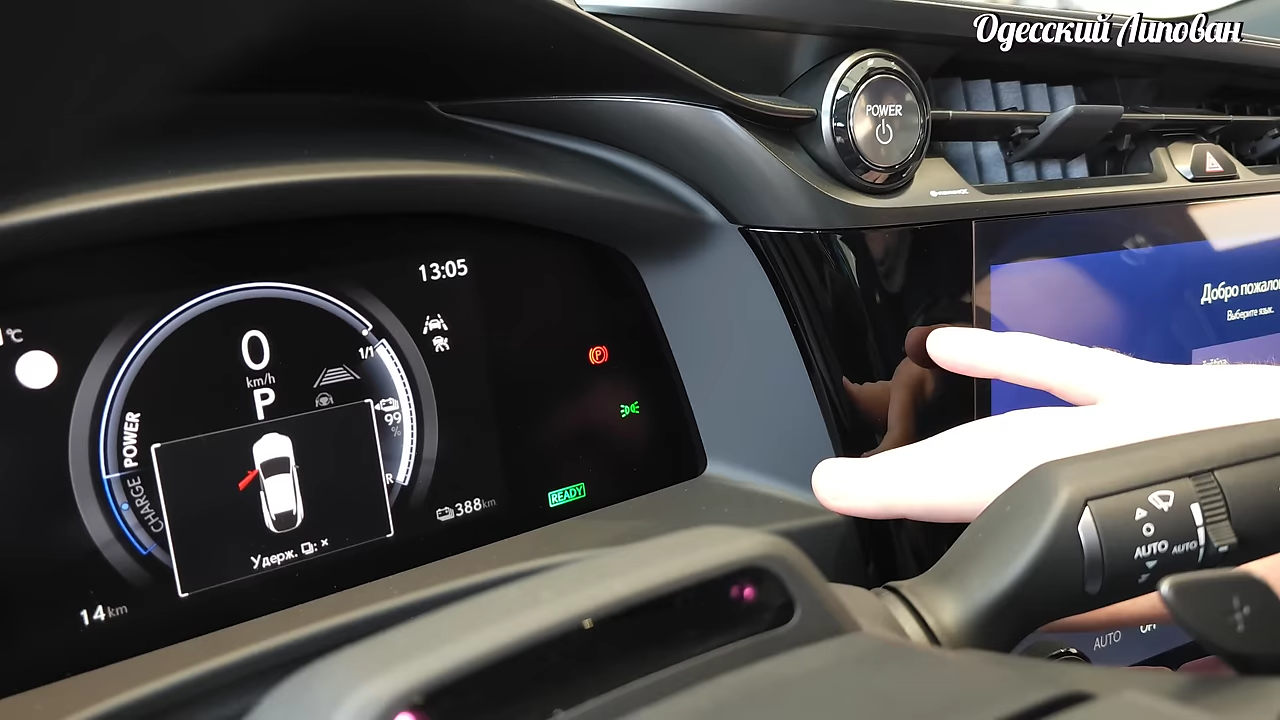 Одесский Липован
POWER
13:05
°C
0
km/h
P
1/1
99
%
POWER
CHARGE
R
Удерж. : ×
388km
READY
14km
(P)
Добро пожало
Выберите язык.
AUTO
AUTO
AUTO
OFF